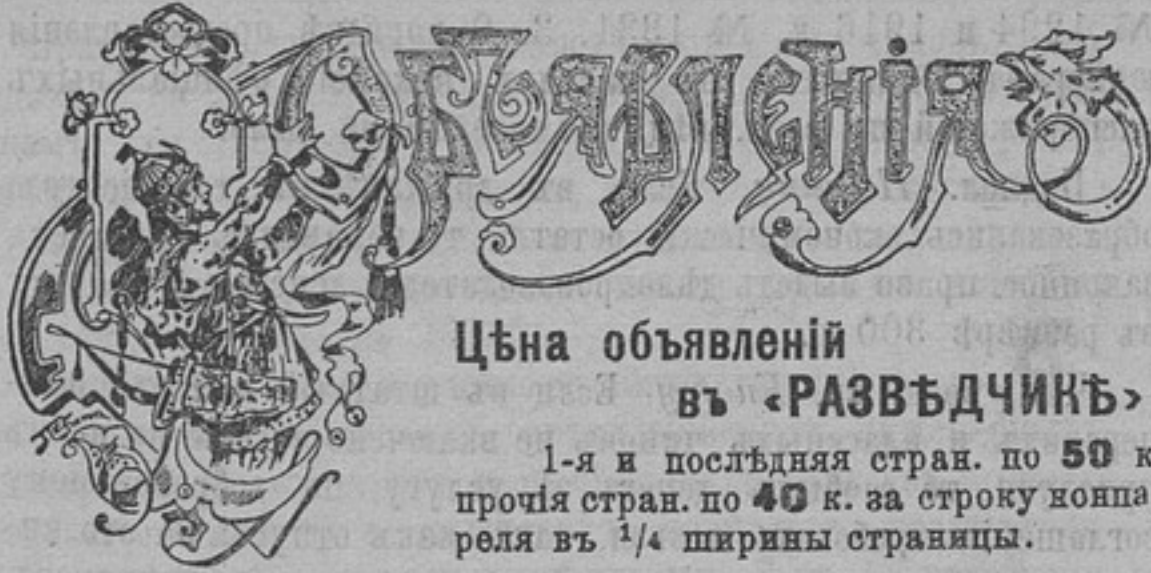 Объявленія
Цѣна объявленій
въ «РАЗВѢДЧИКѢ»
1-я и послѣдняя стран. по 50 к
прочія стран. по 40 к. за строку нонпа
реля въ 1/4 ширины страницы.